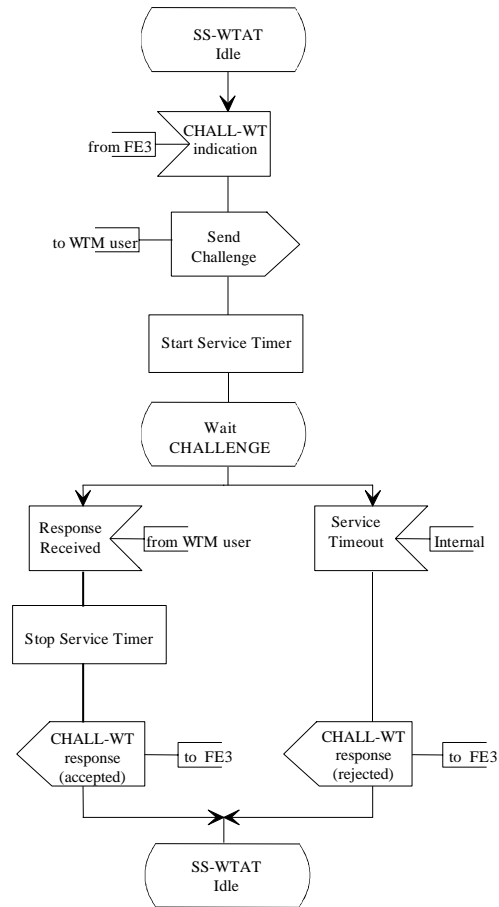 SS-WTAT
Idle
CHALL-WT
indication
from FE3
Send
Challenge
to WTM user
Start Service Timer
Wait
CHALLENGE
Response
Received
from WTM user
Service
Timeout
Internal
Stop Service Timer
CHALL-WT
response
(accepted)
to FE3
CHALL-WT
response
(rejected)
to FE3
SS-WTAT
Idle